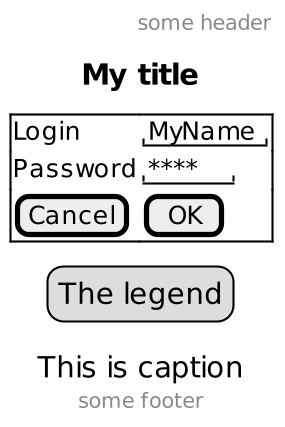 some header
My title
Login MyName
Password ****
Cancel OK
The legend
This is caption
some footer